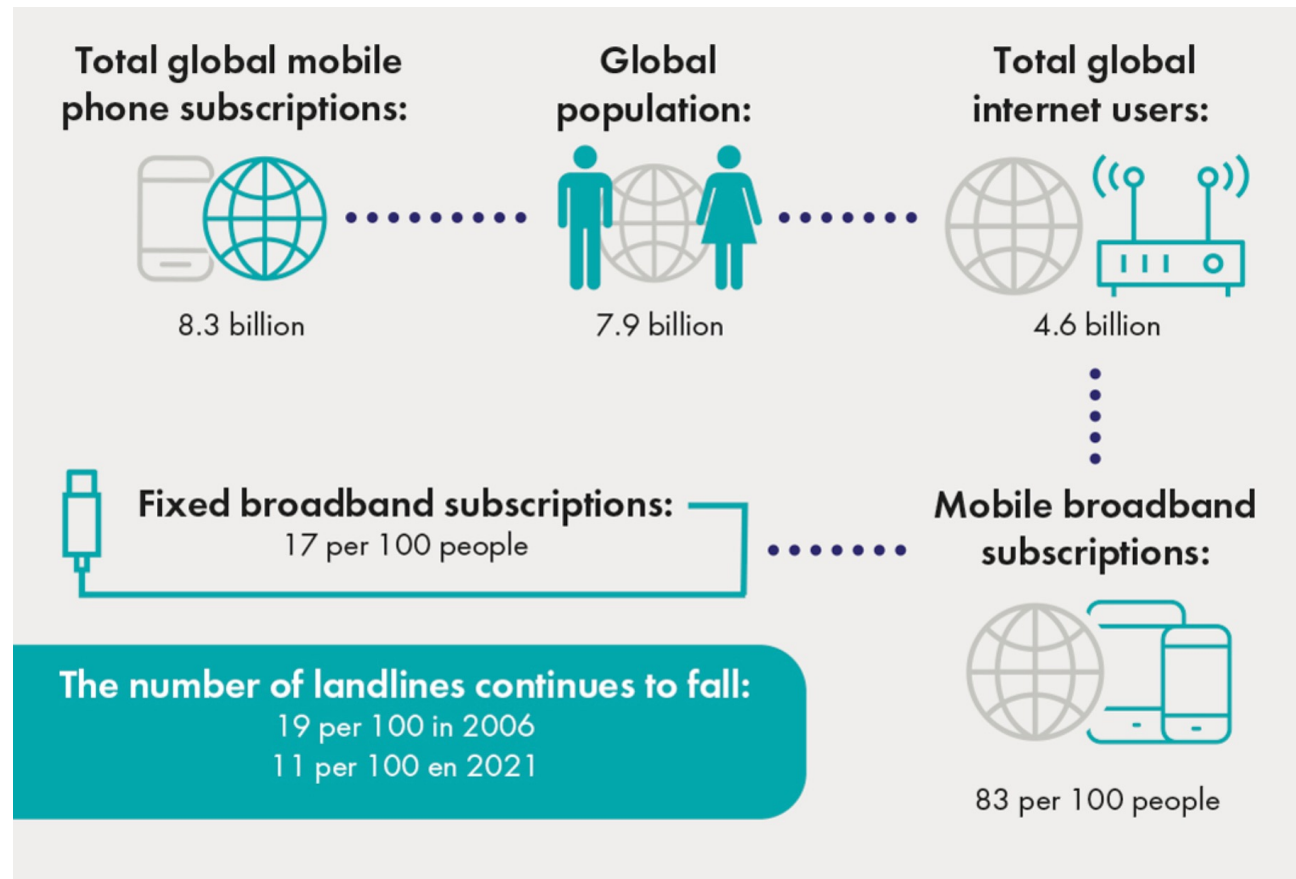 Total global mobile
phone subscriptions:
8.3 billion
Global
population:
7.9 billion
Total global
internet users:
4.6 billion
Fixed broadband subscriptions:
17 per 100 people
Mobile broadband
subscriptions:
83 per 100 people
The number of landlines continues to fall:
19 per 100 in 2006
11 per 100 en 2021